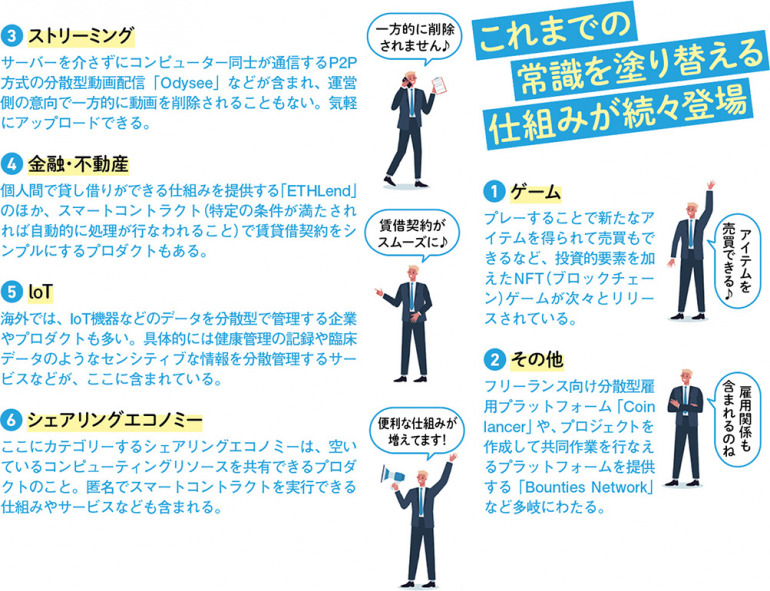 これまでの
常識を塗り替える
仕組みが続々登場
1 ゲーム
プレーすることで新たなアイ
テムを得られて売買もで
きるなど、投資的要素を加
えたNFT（ブロックチェー
ン）ゲームが次々とリリー
スされている。
アイテムを
売買できる♪
2 その他
フリーランス向け分散型雇
用プラットフォーム「Coin
lancer」や、プロジェクトを
作成して共同作業を行なえ
るプラットフォームを提供
する「Bounties Network」
など多岐にわたる。
雇用関係も
含まれるのね
3 ストリーミング
サーバーを介さずにコンピューター同士が通信するP2P
方式の分散型動画配信「Odysee」などが含まれ、運営
側の意向で一方的に動画を削除されることもない。気軽
にアップロードできる。
一方的に削除
されません♪
4 金融・不動産
個人間で貸し借りができる仕組みを提供する「ETHLend」
のほか、スマートコントラクト（特定の条件が満たされ
れば自動的に処理が行なわれること）で賃貸借契約をシ
ンプルにするプロダクトもある。
賃借契約が
スムーズに♪
5 IoT
海外では、IoT機器などのデータを分散型で管理する企業
やプロダクトも多い。具体的には健康管理の記録や臨床
データのようなセンシティブな情報を分散管理するサー
ビスなどが、ここに含まれている。
6 シェアリングエコノミー
ここにカテゴリーするシェアリングエコノミーは、空いて
いるコンピューティングリソースを共有できるプロダ
クトのこと。匿名でスマートコントラクトを実行できる
仕組みやサービスなども含まれる。
便利な仕組みが
増えてます!